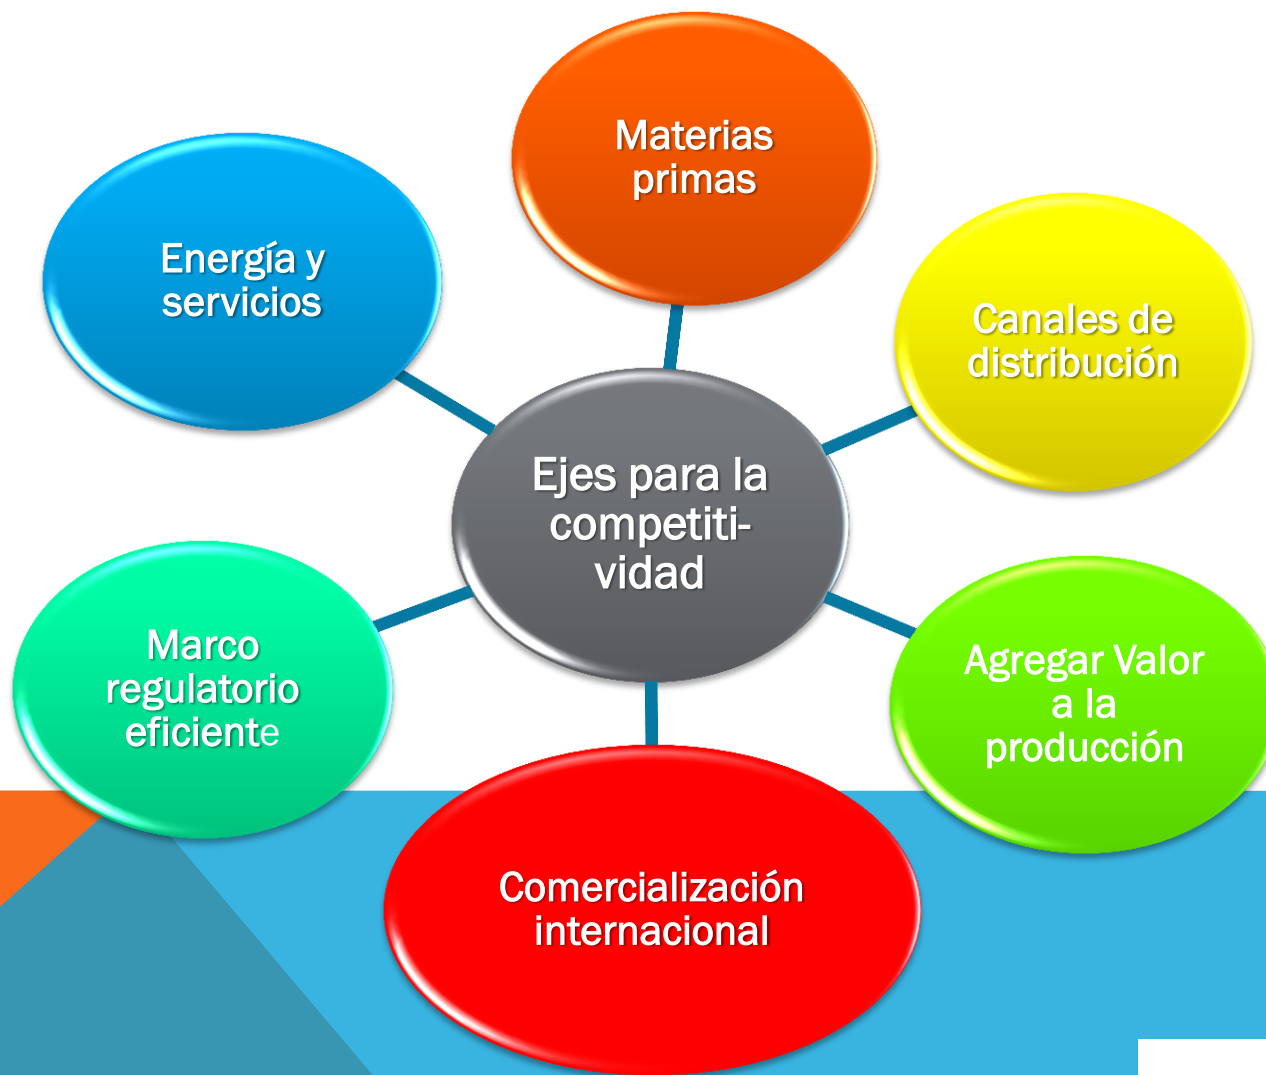 Materias
primas
Energía y
servicios
Canales de
distribución
Ejes para la
competiti-
vidad
Marco
regulatorio
eficiente
Agregar Valor
a la
producción
Comercialización
internacional